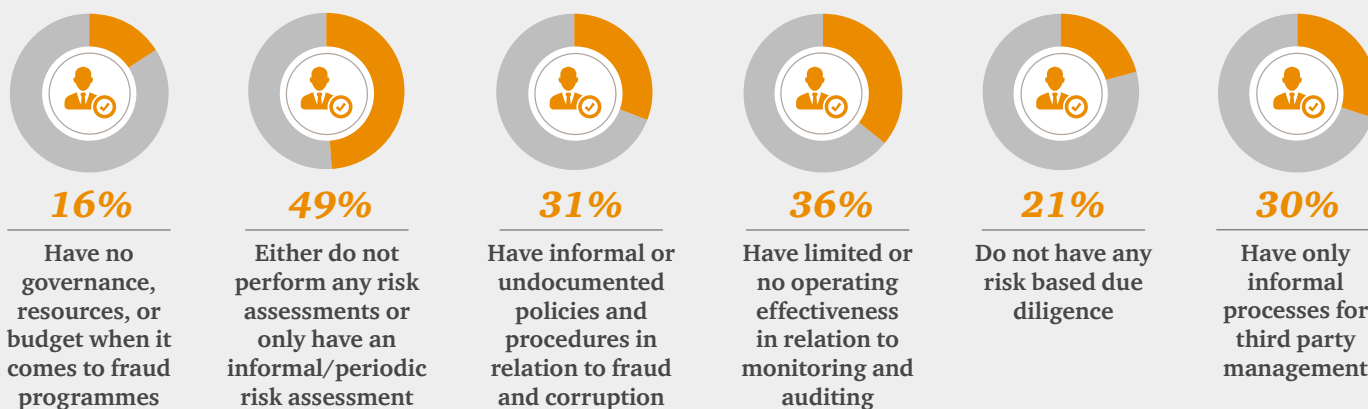 16%
Have no
governance,
resources, or
budget when it
comes to fraud
programmes
49%
Either do not
perform any risk
assessments or
only have an
informal/periodic
risk assessment
31%
Have informal or
undocumented
policies and
procedures in
relation to fraud
and corruption
36%
Have limited or
no operating
effectiveness
in relation to
monitoring and
auditing
21%
Do not have any
risk based due
diligence
30%
Have only
informal
processes for
third party
management